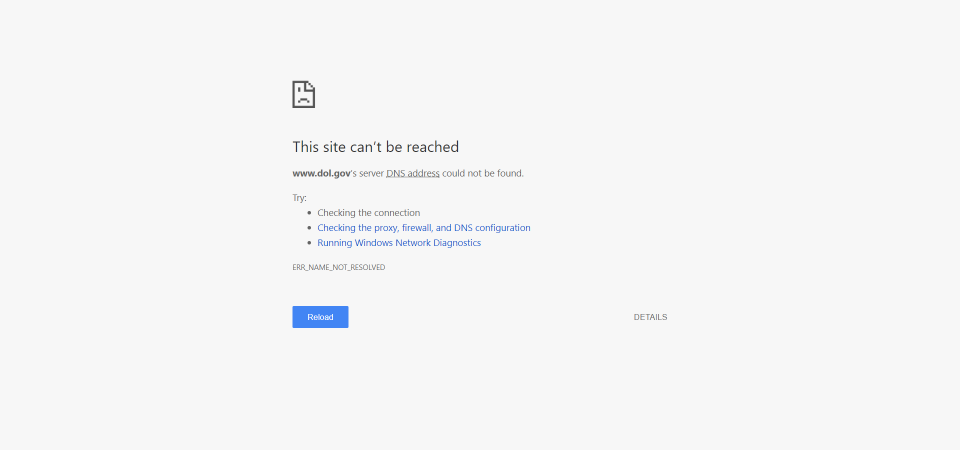 This site can't be reached
www.dol.gov's server DNS address could not be found.
Try:
• Checking the connection
• Checking the proxy, firewall, and DNS configuration
• Running Windows Network Diagnostics
ERR_NAME_NOT_RESOLVED
Reload DETAILS